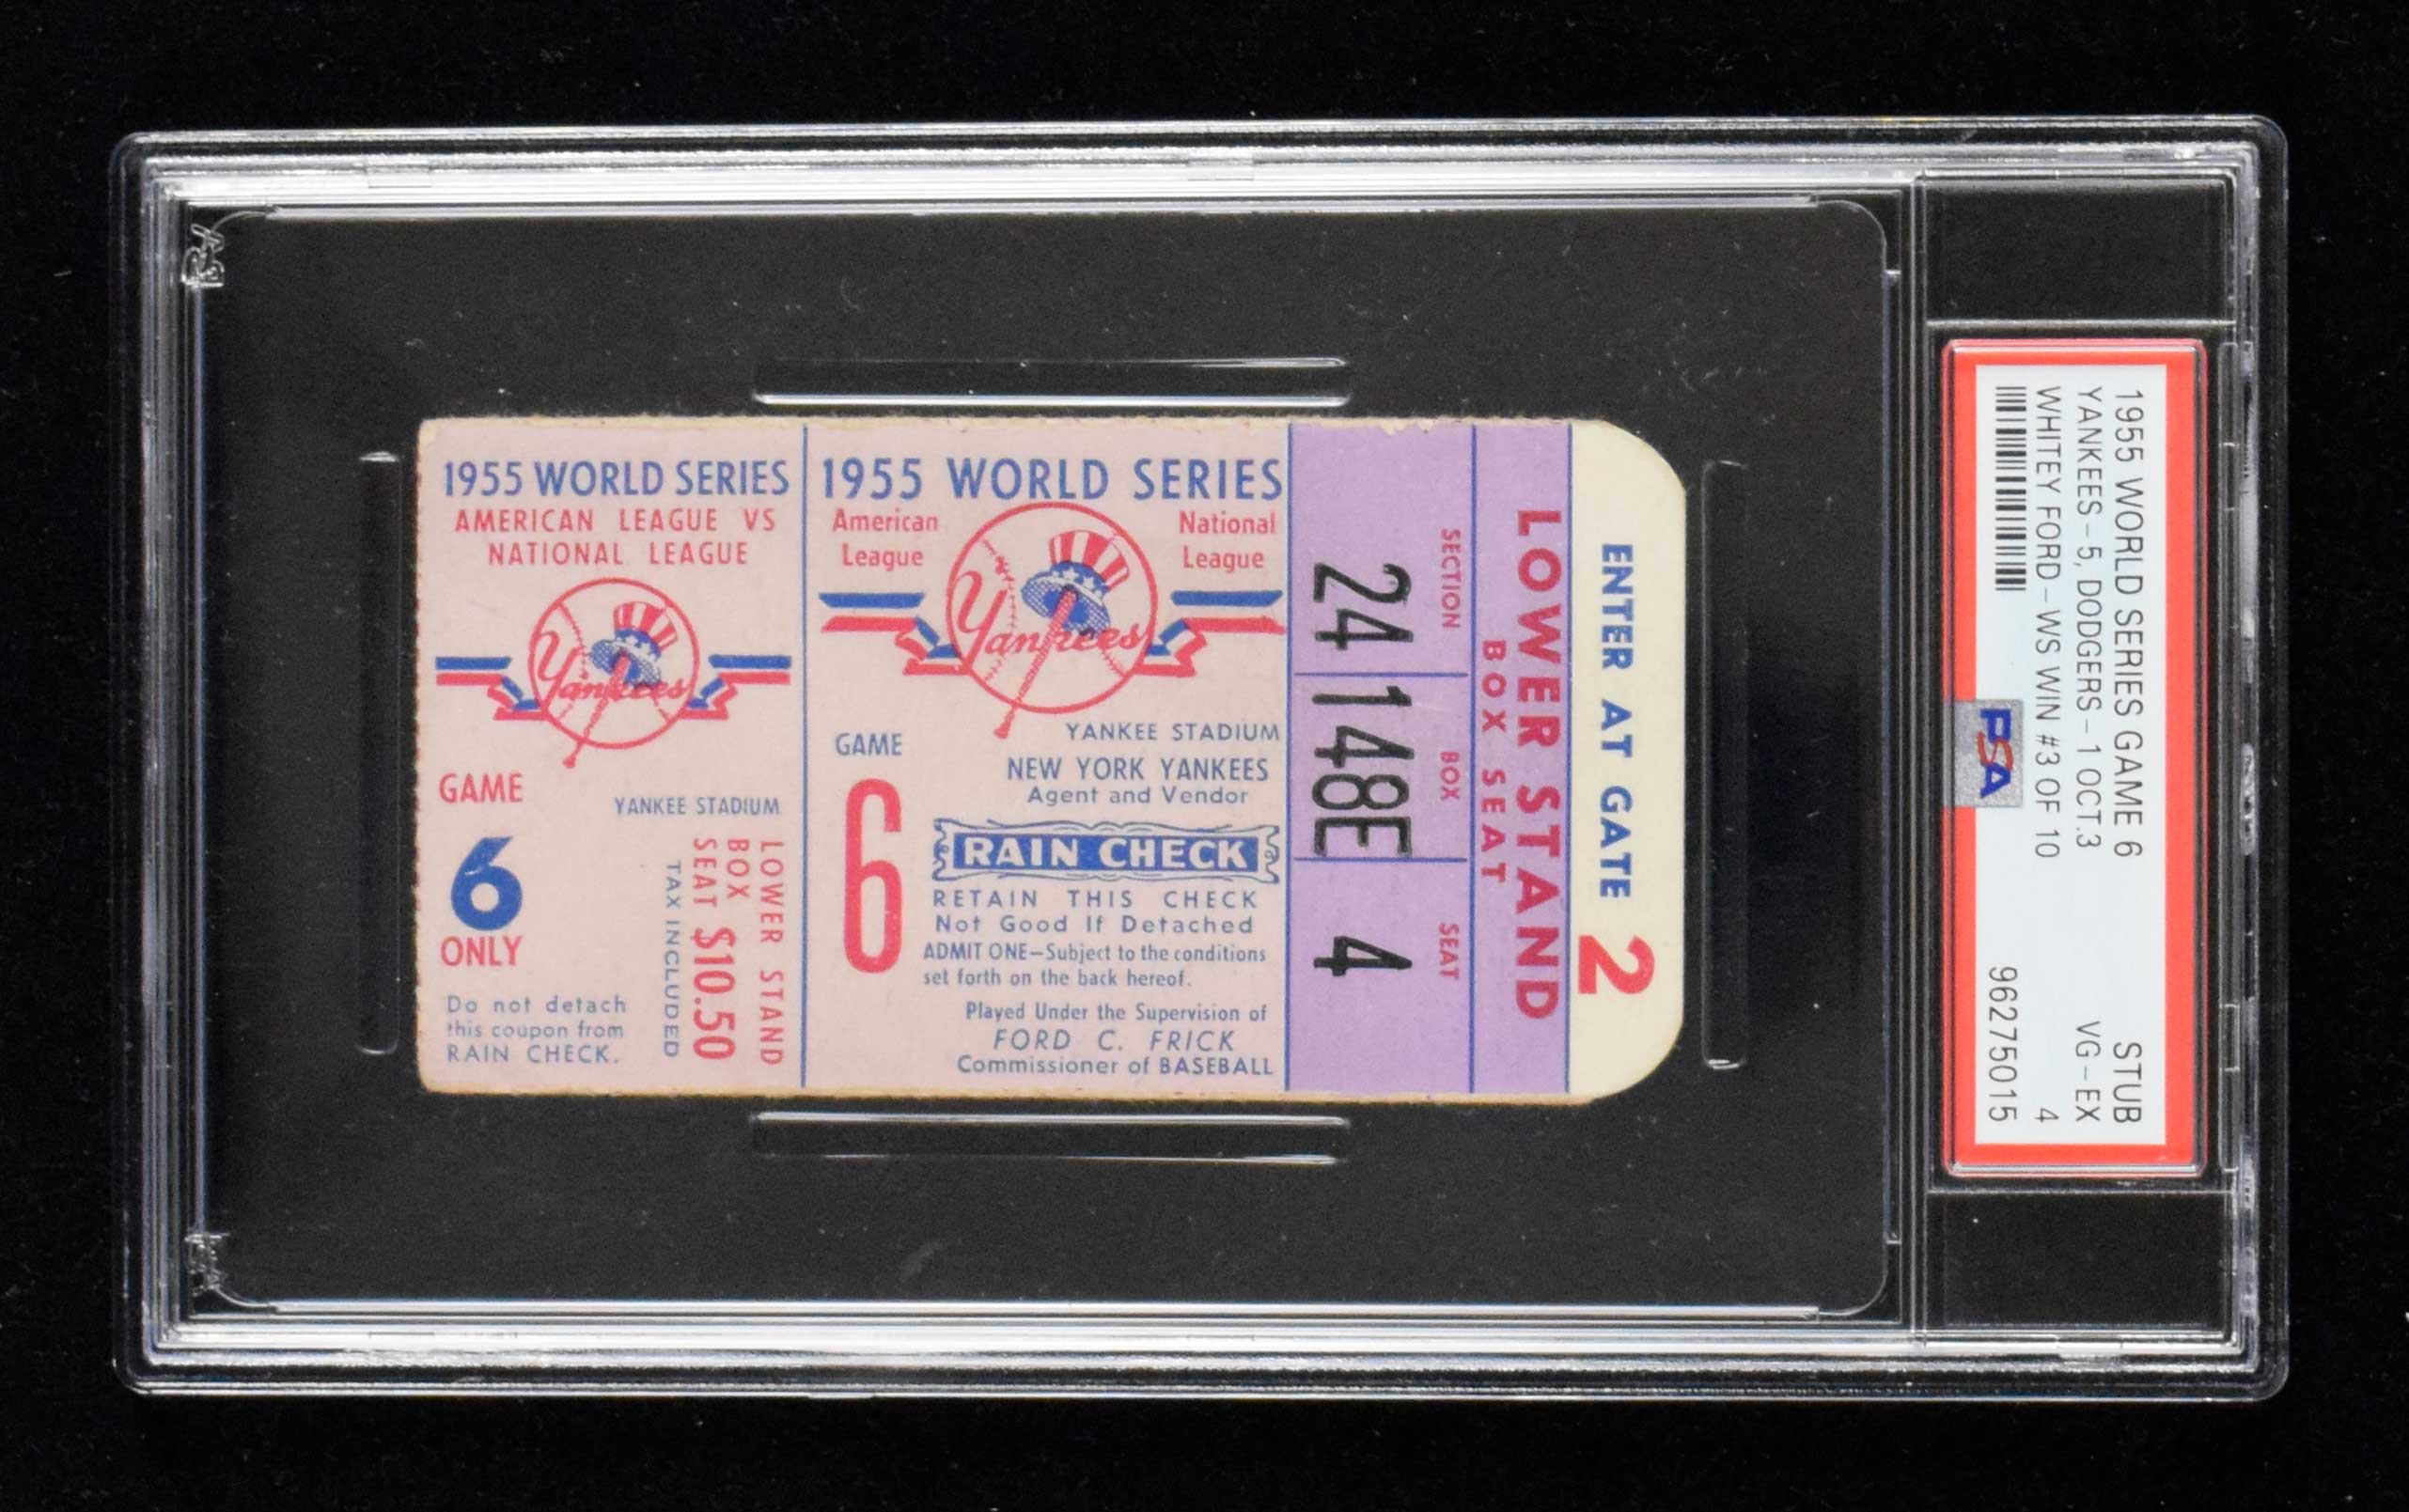 1955 WORLD SERIES
AMERICAN LEAGUE VS
NATIONAL LEAGUE
Yankees
GAME
6
ONLY
YANKEE STADIUM
LOWER STAND
BOX
SEAT $10.50
TAX INCLUDED
Do not detach
this coupon from
RAIN CHECK.
1955 WORLD SERIES
American
League
National
League
Yankees
GAME
6
YANKEE STADIUM
NEW YORK YANKEES
Agent and Vendor
RAIN CHECK
RETAIN THIS CHECK
Not Good If Detached
ADMIT ONE—Subject to the conditions
set forth on the back hereof.
Played Under the Supervision of
FORD C. FRICK
Commissioner of BASEBALL
SECTION BOX SEAT
24 148E 4
LOWER STAND
BOX SEAT
ENTER AT GATE 2
1955 WORLD SERIES GAME 6 STUB
YANKEES-5, DODGERS-1 OCT.3 VG-EX
WHITEY FORD-WS WIN #3 OF 10 4
PSA
96275015